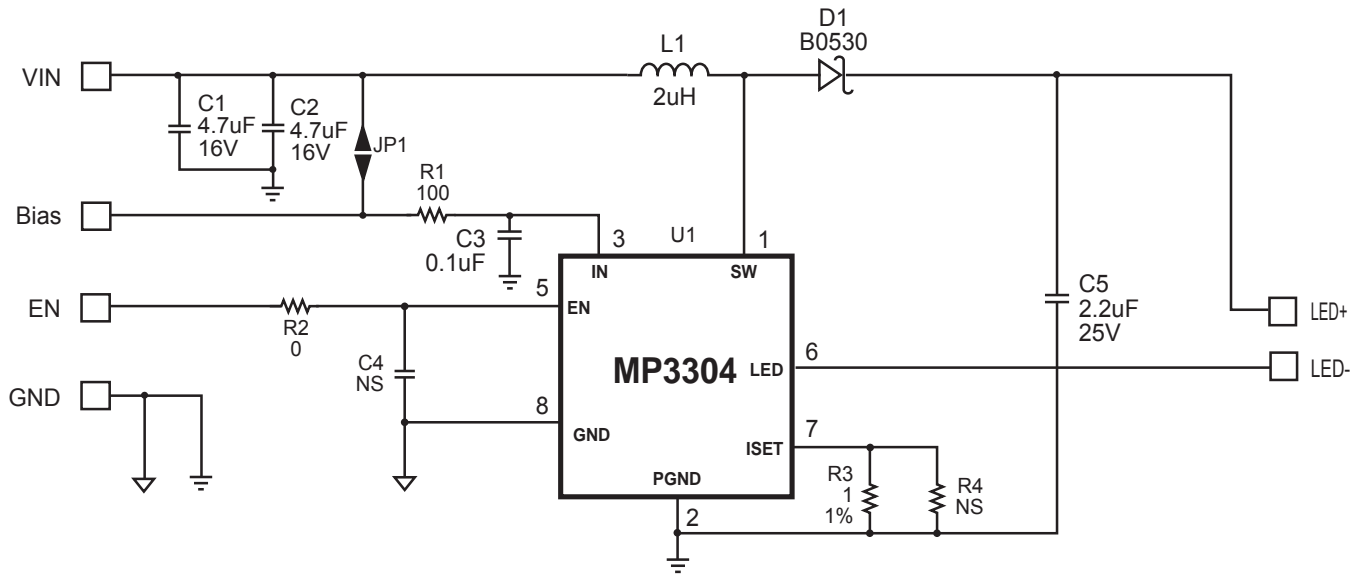 D1
B0530
L1
2uH
VIN
C1
4.7uF
16V
C2
4.7uF
16V
JP1
R1
100
Bias
C3
0.1uF
3
U1
1
IN
SW
EN
R2
0
5
EN
C4
NS
MP3304
LED
6
C5
2.2uF
25V
LED+
LED-
GND
8
GND
ISET
7
R3
1
1%
R4
NS
PGND
2